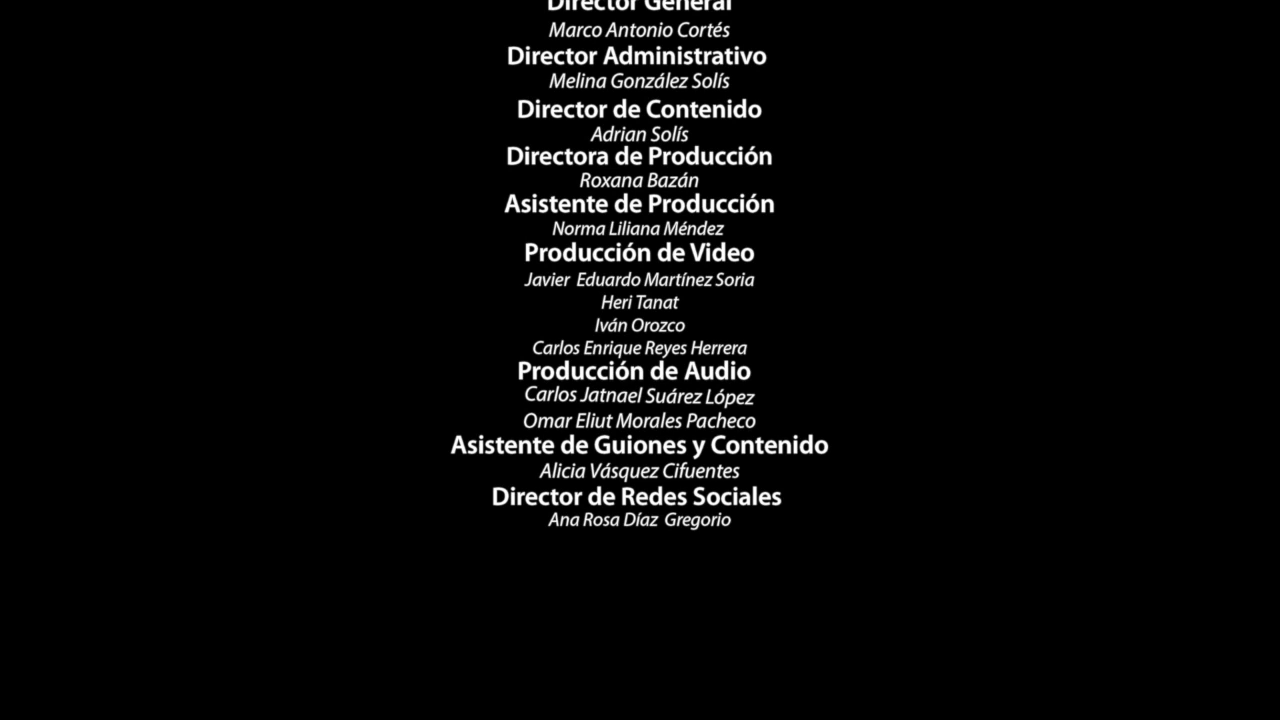 Director General
Marco Antonio Cortés
Director Administrativo
Melina González Solís
Director de Contenido
Adrian Solís
Directora de Producción
Roxana Bazán
Asistente de Producción
Norma Liliana Méndez
Producción de Video
Javier Eduardo Martínez Soria
Heri Tanat
Iván Orozco
Carlos Enrique Reyes Herrera
Producción de Audio
Carlos Jatnael Suárez López
Omar Eliut Morales Pacheco
Asistente de Guiones y Contenido
Alicia Vásquez Cifuentes
Director de Redes Sociales
Ana Rosa Díaz Gregorio